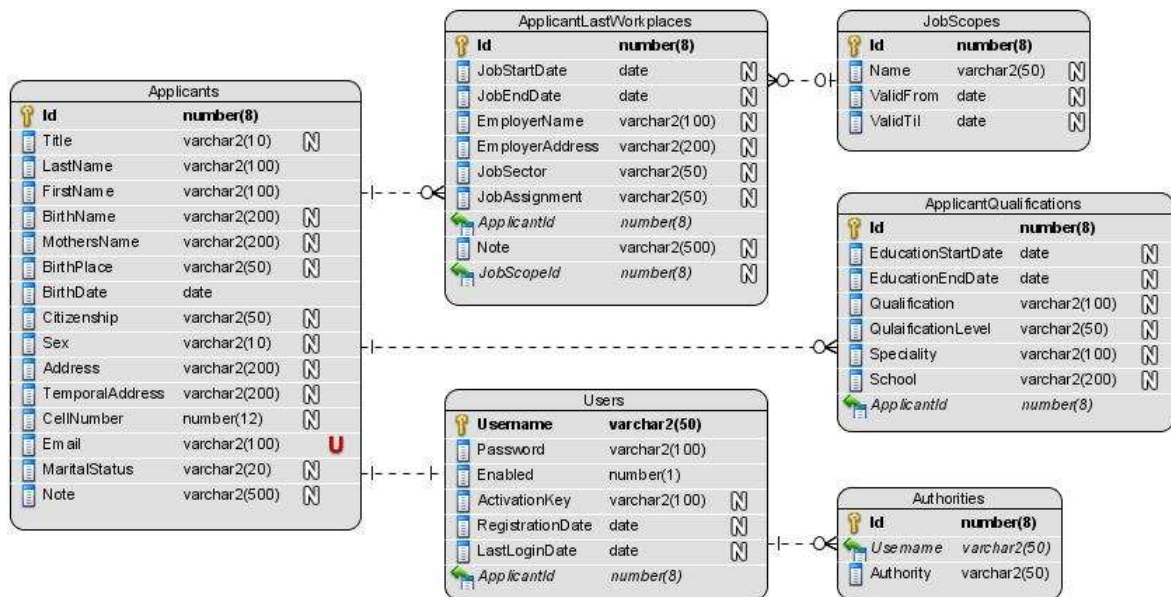 Applicants
Id number(8)
Title varchar2(10) N
LastName varchar2(100)
FirstName varchar2(100)
BirthName varchar2(200) N
MothersName varchar2(200) N
BirthPlace varchar2(50) N
BirthDate date
Citizenship varchar2(50) N
Sex varchar2(10) N
Address varchar2(200) N
TemporalAddress varchar2(200) N
CellNumber number(12) N
Email varchar2(100) U
MaritalStatus varchar2(20) N
Note varchar2(500) N
ApplicantLastWorkplaces
Id number(8)
JobStartDate date N
JobEndDate date N
EmployerName varchar2(100) N
EmployerAddress varchar2(200) N
JobSector varchar2(50) N
JobAssignment varchar2(50) N
ApplicantId number(8)
Note varchar2(500) N
JobScopeId number(8) N
JobScopes
Id number(8)
Name varchar2(50) N
ValidFrom date N
ValidTil date N
ApplicantQualifications
Id number(8)
EducationStartDate date N
EducationEndDate date N
Qualification varchar2(100) N
QulaificationLevel varchar2(50) N
Speciality varchar2(100) N
School varchar2(200) N
ApplicantId number(8)
Users
Username varchar2(50)
Password varchar2(100)
Enabled number(1)
ActivationKey varchar2(100) N
RegistrationDate date N
LastLoginDate date N
ApplicantId number(8)
Authorities
Id number(8)
Username varchar2(50)
Authority varchar2(50)